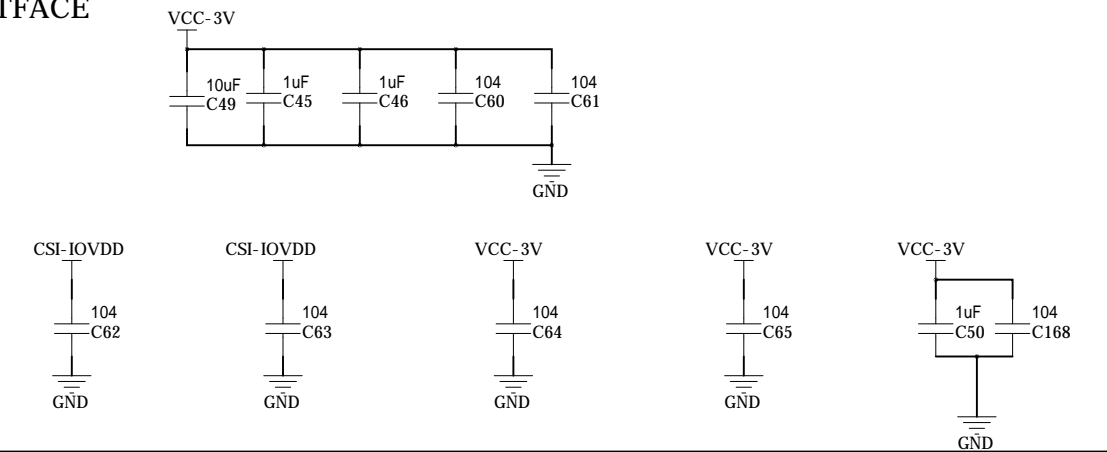 TFACE
VCC-3V
10uF 1uF 1uF 104 104
C49 C45 C46 C60 C61
GND
CSI-IOVDD CSI-IOVDD VCC-3V VCC-3V VCC-3V
104 104 104 104 1uF 104
C62 C63 C64 C65 C50 C168
GND GND GND GND
GND